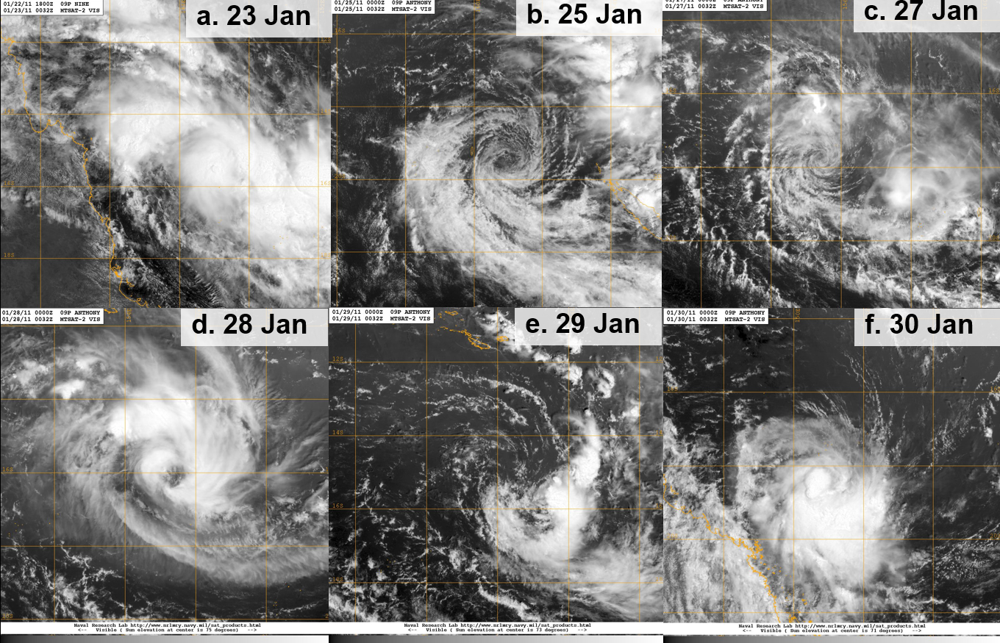 01/22/11 1800Z 09P NINE
01/23/11 0032Z MTSAT-2 VIS
a. 23 Jan
01/25/11 0000Z 09P ANTHONY
01/25/11 0032Z MTSAT-2 VIS
b. 25 Jan
01/27/11 0032Z MTSAT-2 VIS
c. 27 Jan
16S
18S
01/28/11 0000Z 09P ANTHONY
01/28/11 0032Z MTSAT-2 VIS
d. 28 Jan
16S
01/29/11 0000Z 09P ANTHONY
01/29/11 0032Z MTSAT-2 VIS
e. 29 Jan
12S
14S
16S
18S
01/30/11 0000Z 09P ANTHONY
01/30/11 0032Z MTSAT-2 VIS
150E
f. 30 Jan
Naval Research Lab http://www.nrlmry.navy.mil/sat_products.html
<-- Visible ( Sun elevation at center is 75 degrees) -->
Naval Research Lab http://www.nrlmry.navy.mil/sat_products.html
<-- Visible ( Sun elevation at center is 73 degrees) -->
Naval Research Lab http://www.nrlmry.navy.mil/sat_products.html
<-- Visible ( Sun elevation at center is 71 degrees) -->